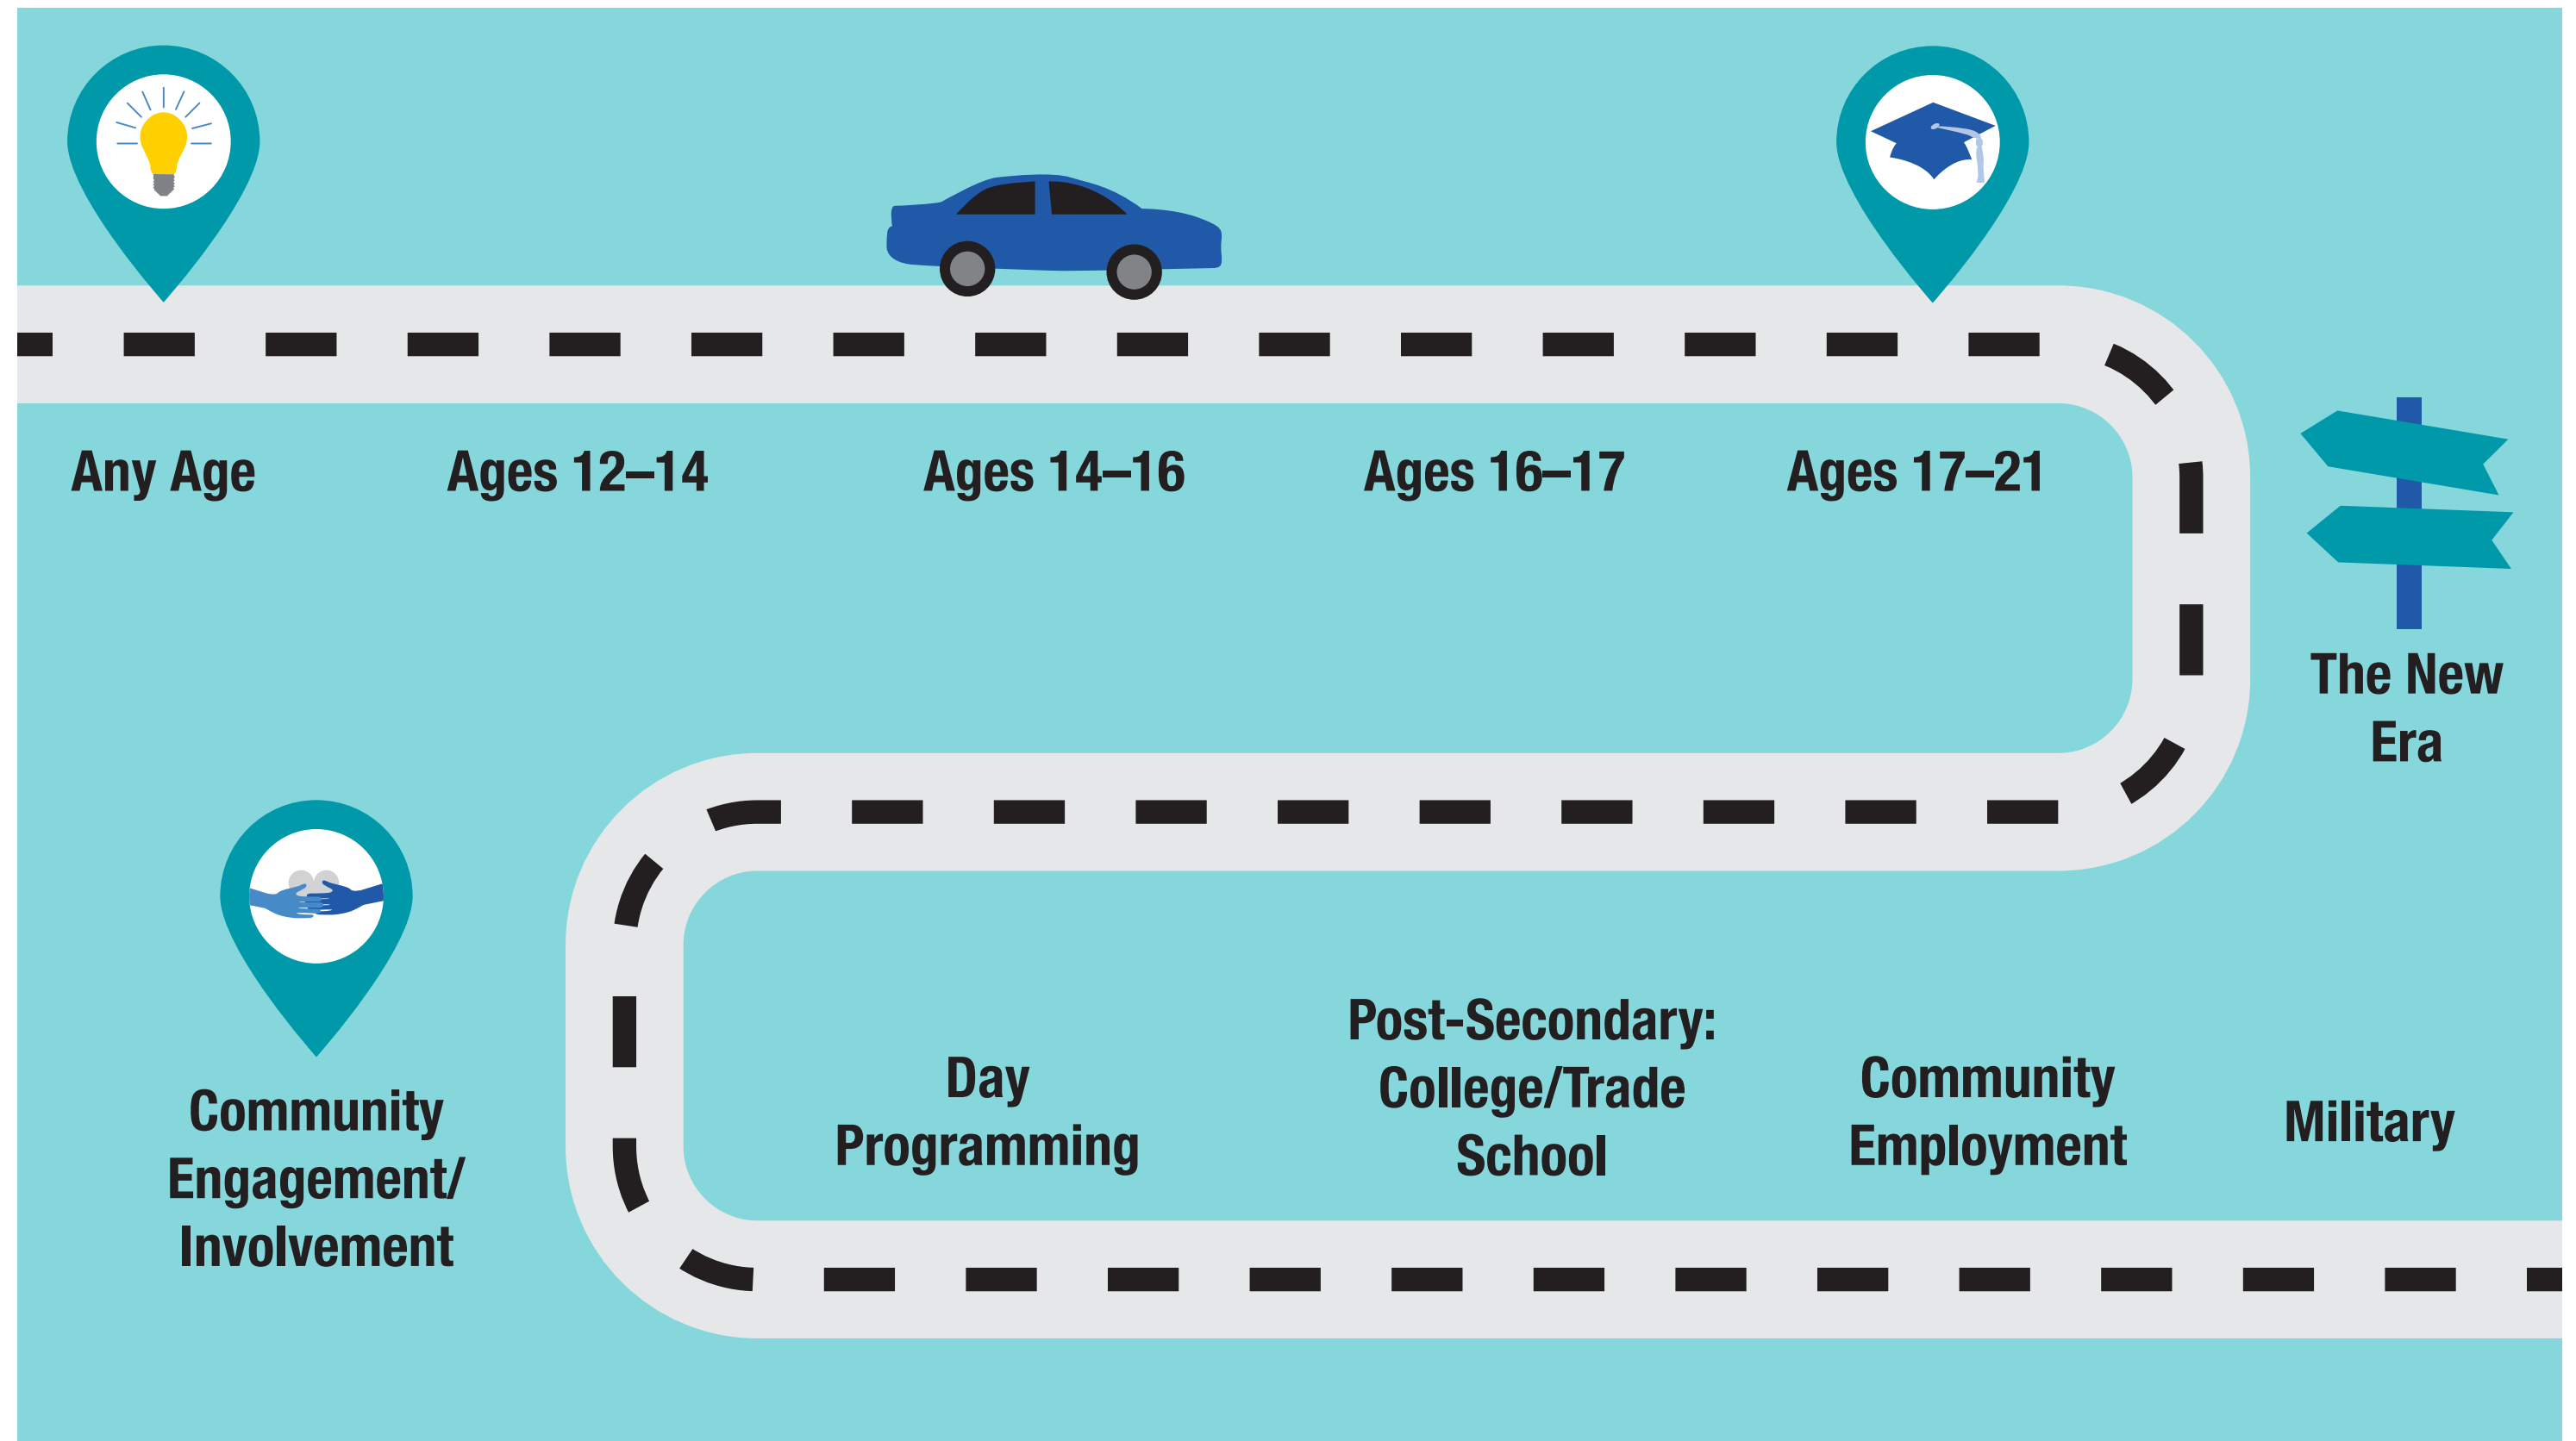 Any Age
Ages 12–14
Ages 14–16
Ages 16–17
Ages 17–21
The New
Era
Community
Engagement/
Involvement
Day
Programming
Post-Secondary:
College/Trade
School
Community
Employment
Military